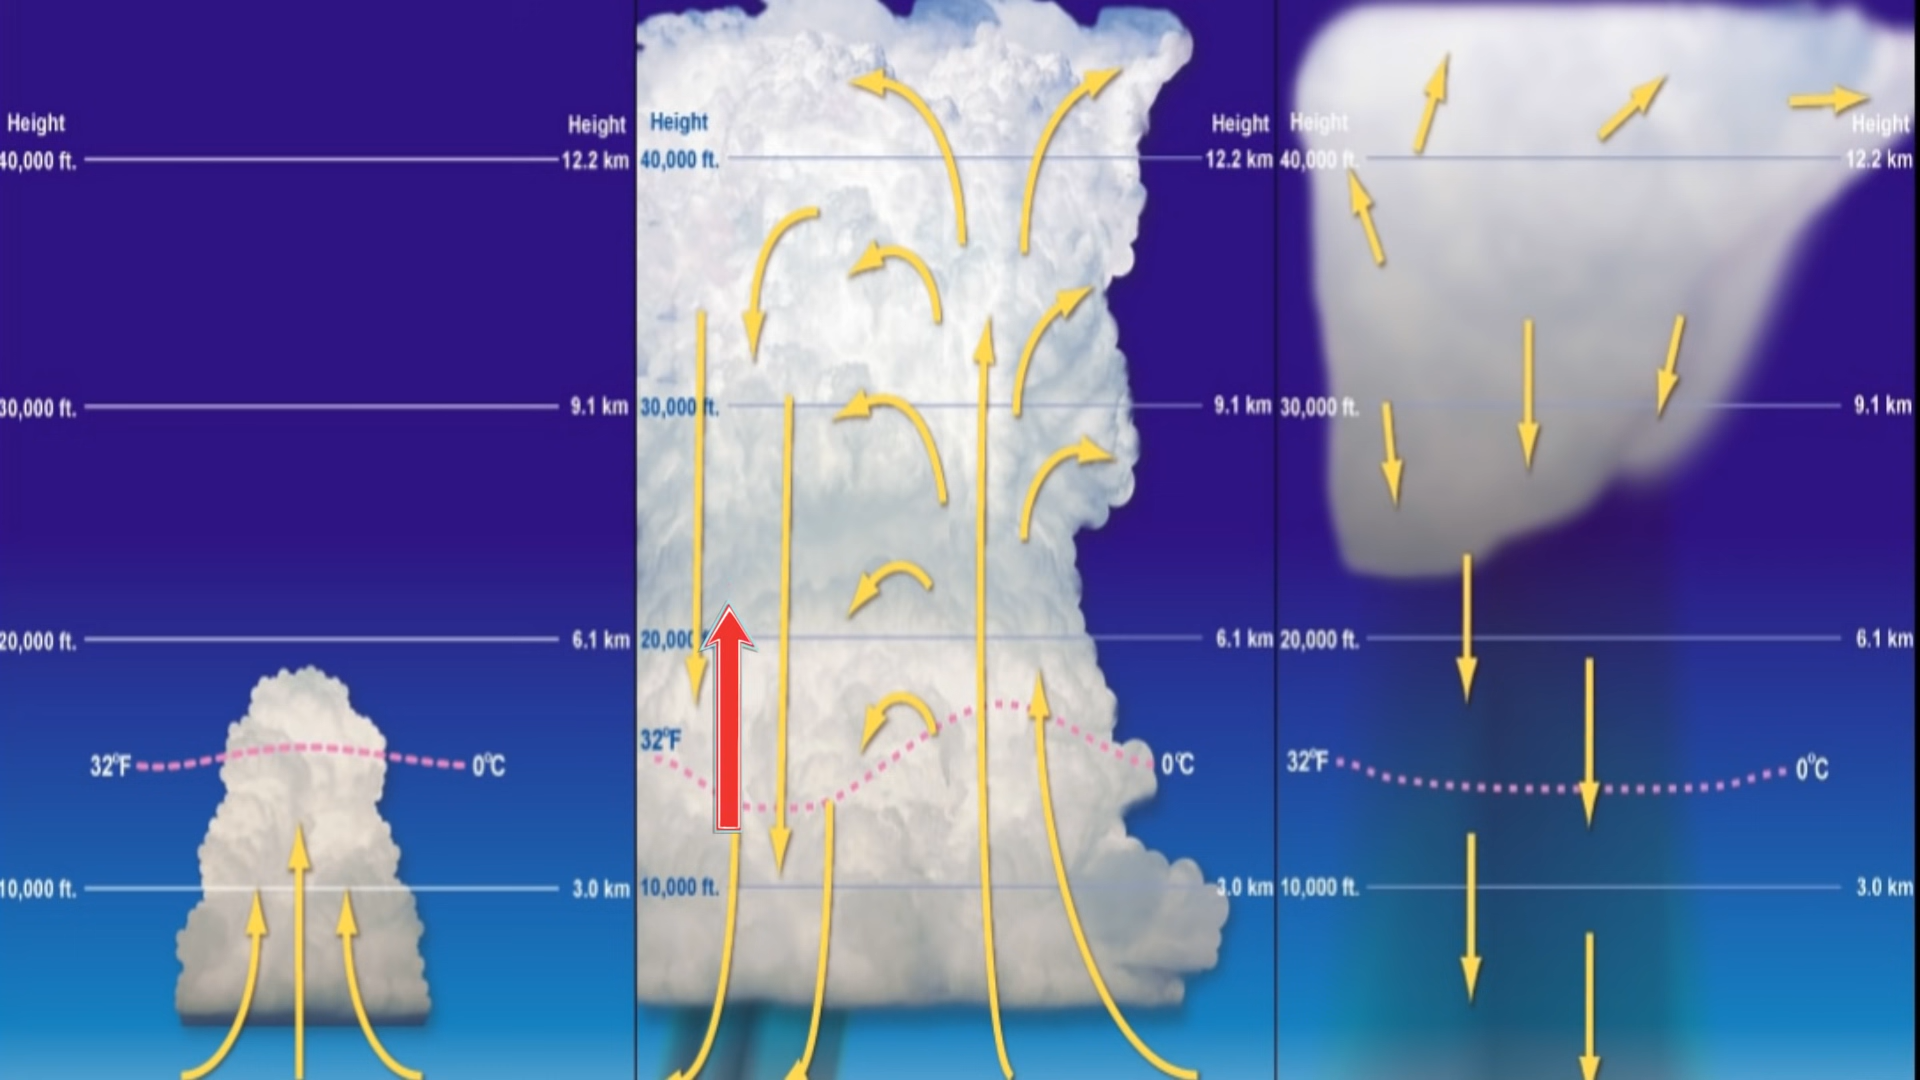 Height Height
40,000 ft. 12.2 km
30,000 ft. 9.1 km
20,000 ft. 6.1 km
32°F 0°C
10,000 ft. 3.0 km
Height Height
40,000 ft. 12.2 km
30,000 ft. 9.1 km
20,000 6.1 km
32°F 0°C
10,000 ft. 3.0 km
Height Height
40,000 ft. 12.2 km
30,000 ft. 9.1 km
20,000 ft. 6.1 km
32°F 0°C
10,000 ft. 3.0 km